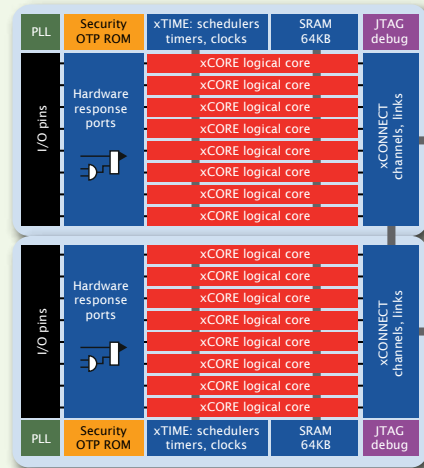 PLL
Security
OTP ROM
xTIME: schedulers
timers, clocks
SRAM
64KB
JTAG
debug
I/O pins
Hardware
response
ports
xCORE logical core
xCORE logical core
xCORE logical core
xCORE logical core
xCORE logical core
xCORE logical core
xCORE logical core
xCORE logical core
xCONNECT
channels, links
I/O pins
Hardware
response
ports
xCORE logical core
xCORE logical core
xCORE logical core
xCORE logical core
xCORE logical core
xCORE logical core
xCORE logical core
xCORE logical core
xCONNECT
channels, links
PLL
Security
OTP ROM
xTIME: schedulers
timers, clocks
SRAM
64KB
JTAG
debug